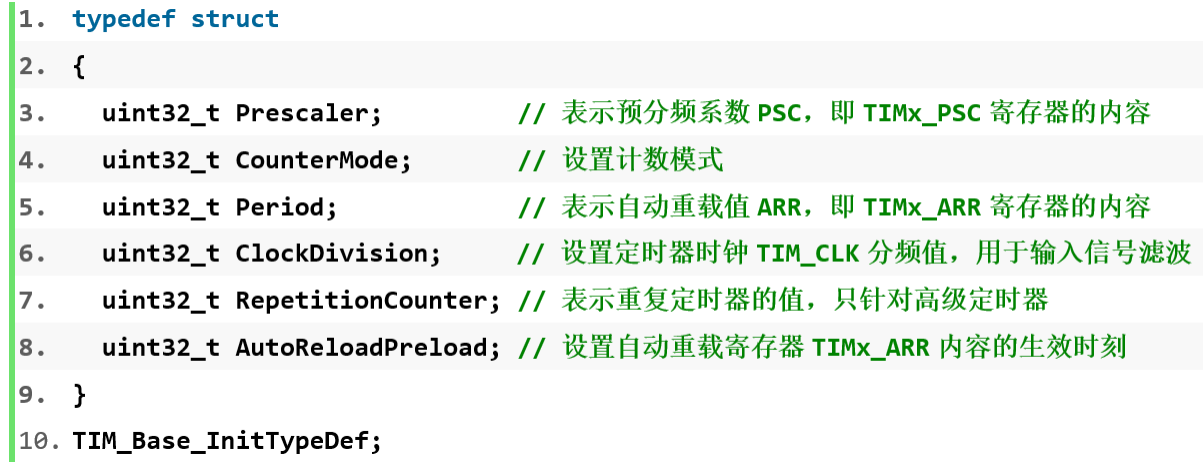 1. typedef struct
2. {
3. uint32_t Prescaler; // 表示预分频系数 PSC，即 TIMx_PSC 寄存器的内容
4. uint32_t CounterMode; // 设置计数模式
5. uint32_t Period; // 表示自动重载值 ARR，即 TIMx_ARR 寄存器的内容
6. uint32_t ClockDivision; // 设置定时器时钟 TIM_CLK 分频值，用于输入信号滤波
7. uint32_t RepetitionCounter; // 表示重复定时器的值，只针对高级定时器
8. uint32_t AutoReloadPreload; // 设置自动重载寄存器 TIMx_ARR 内容的生效时刻
9. }
10. TIM_Base_InitTypeDef;